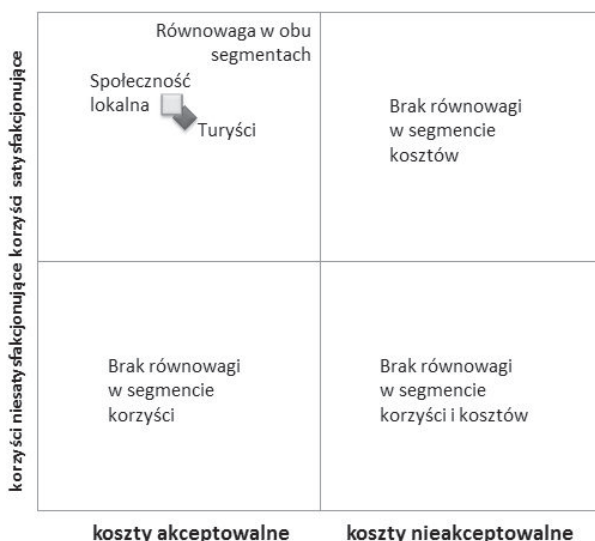 Równowaga w obu
segmentach
Społeczność
lokalna
Turyści
Brak równowagi
w segmencie
kosztów
Brak równowagi
w segmencie
korzyści
Brak równowagi
w segmencie
korzyści i kosztów
korzyści niesatysfakcjonujące korzyści satysfakcjonujące
koszty akceptowalne
koszty nieakceptowalne